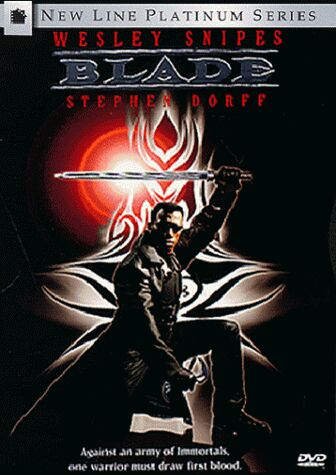 NEW LINE PLATINUM SERIES
WESLEY SNIPES
BLADE
STEPHEN DORFF
Against an army of Immortals,
one warrior must draw first blood.
DVD